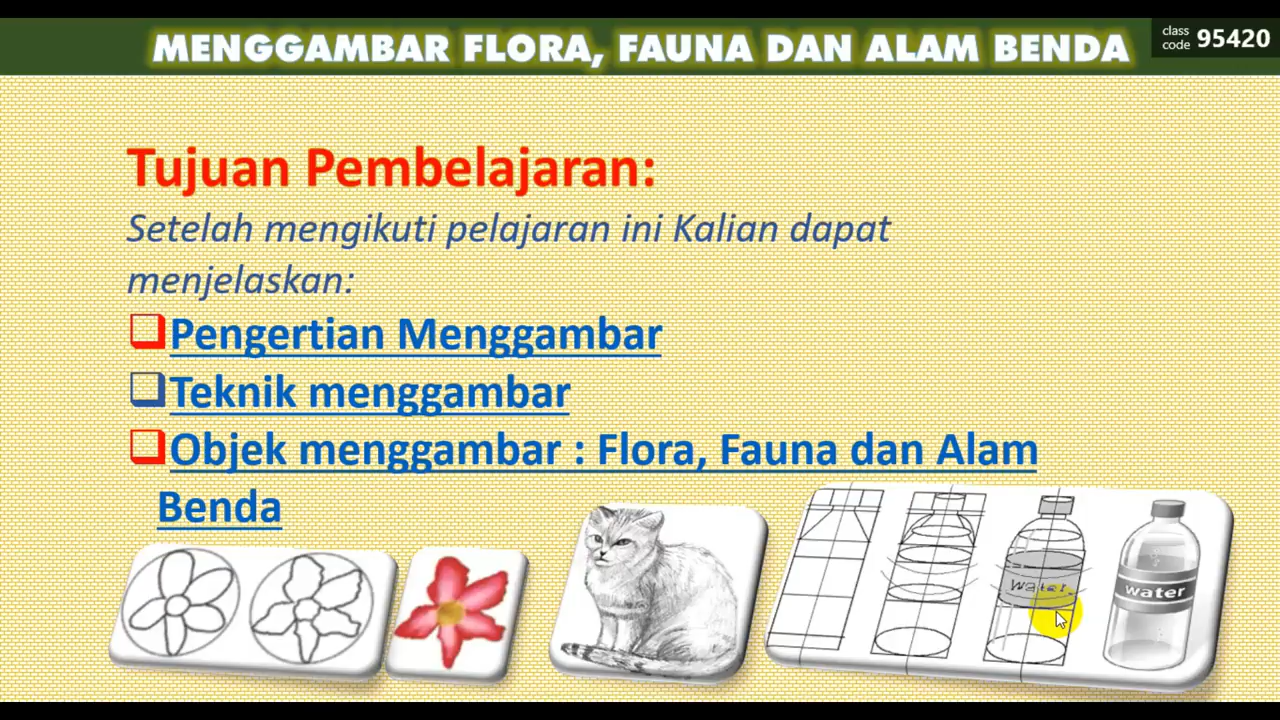 MENGGAMBAR FLORA, FAUNA DAN ALAM BENDA
class
code 95420
Tujuan Pembelajaran:
Setelah mengikuti pelajaran ini Kalian dapat
menjelaskan:
Pengertian Menggambar
Teknik menggambar
Objek menggambar : Flora, Fauna dan Alam
Benda
water
water